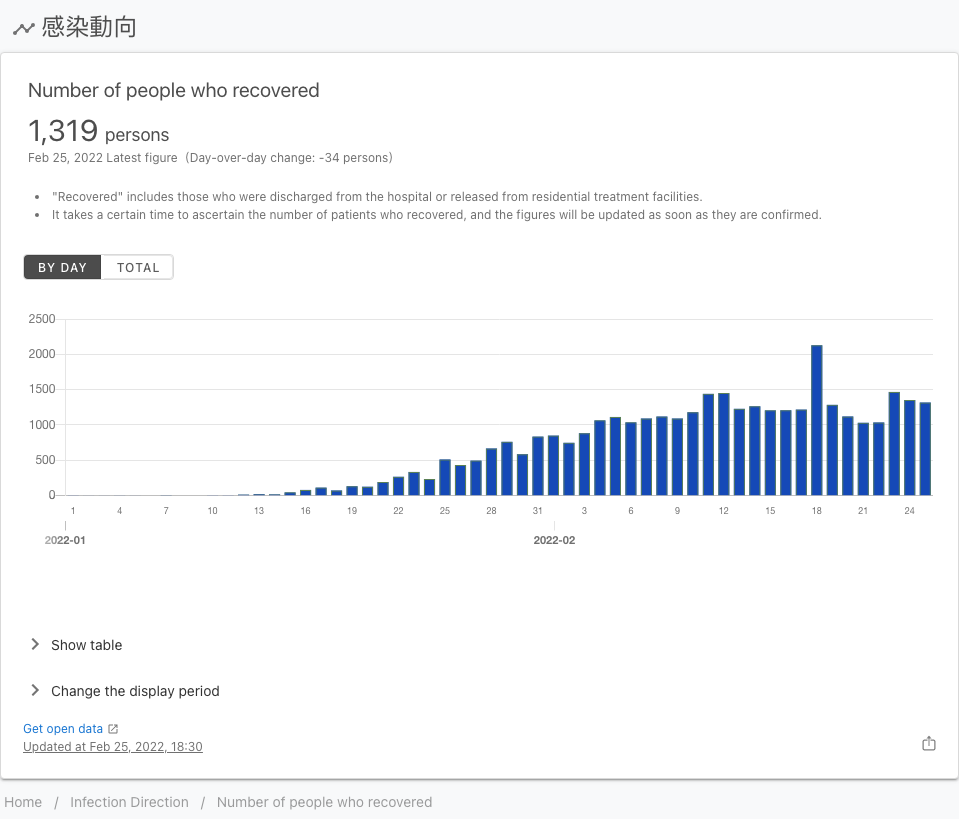 感染動向
Number of people who recovered
1,319 persons
Feb 25, 2022 Latest figure (Day-over-day change: -34 persons)
• "Recovered" includes those who were discharged from the hospital or released from residential treatment facilities.
• It takes a certain time to ascertain the number of patients who recovered, and the figures will be updated as soon as they are confirmed.
BY DAY TOTAL
2500
2000
1500
1000
500
0
1 4 7 10 13 16 19 22 25 28 31 3 6 9 12 15 18 21 24
2022-01 2022-02
Show table
Change the display period
Get open data
Updated at Feb 25, 2022, 18:30
Home / Infection Direction / Number of people who recovered